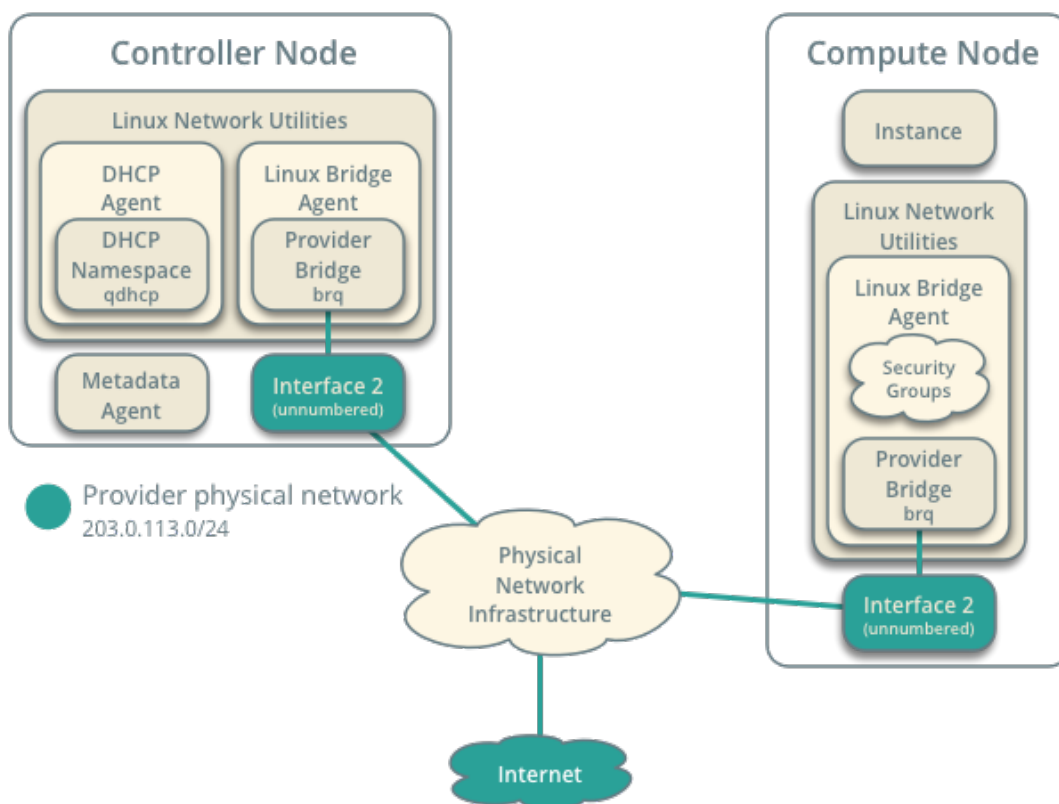 Controller Node
Linux Network Utilities
DHCP
Agent
DHCP
Namespace
qdhcp
Linux Bridge
Agent
Provider
Bridge
brq
Metadata
Agent
Interface 2
(unnumbered)
Provider physical network
203.0.113.0/24
Physical
Network
Infrastructure
Internet
Compute Node
Instance
Linux Network
Utilities
Linux Bridge
Agent
Security
Groups
Provider
Bridge
brq
Interface 2
(unnumbered)